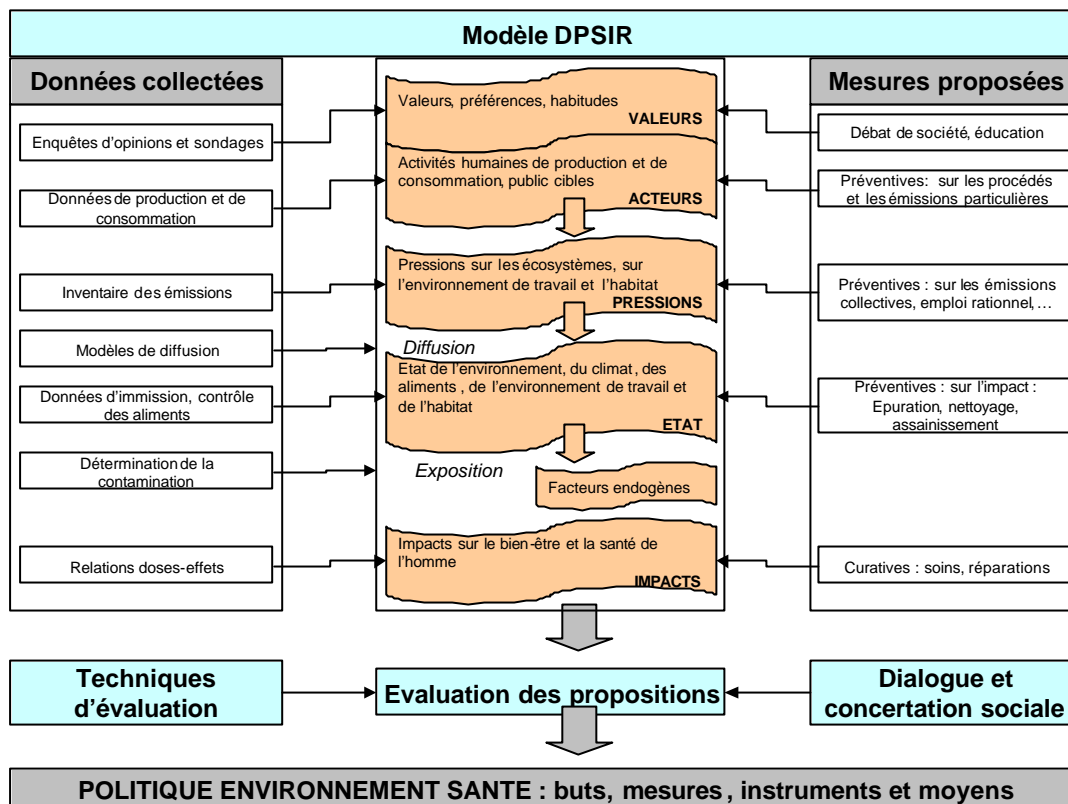 Modèle DPSIR
Données collectées
Enquêtes d'opinions et sondages
Données de production et de
consommation
Inventaire des émissions
Modèles de diffusion
Données d'immission, contrôle
des aliments
Détermination de la
contamination
Relations doses-effets
Valeurs, préférences, habitudes
VALEURS
Activités humaines de production et de
consommation, public cibles
ACTEURS
Pressions sur les écosystèmes, sur
l'environnement de travail et l'habitat
PRESSIONS
Diffusion
Etat de l'environnement, du climat, des
aliments, de l'environnement de travail et
de l'habitat
ETAT
Exposition
Facteurs endogènes
Impacts sur le bien-être et la santé de
l'homme
IMPACTS
Mesures proposées
Débat de société, éducation
Préventives: sur les procédés
et les émissions particulières
Préventives : sur les émissions
collectives, emploi rationnel, ...
Préventives : sur l'impact :
Epuration, nettoyage,
assainissement
Curatives : soins, réparations
Techniques
d'évaluation
Evaluation des propositions
Dialogue et
concertation sociale
POLITIQUE ENVIRONNEMENT SANTE : buts, mesures, instruments et moyens